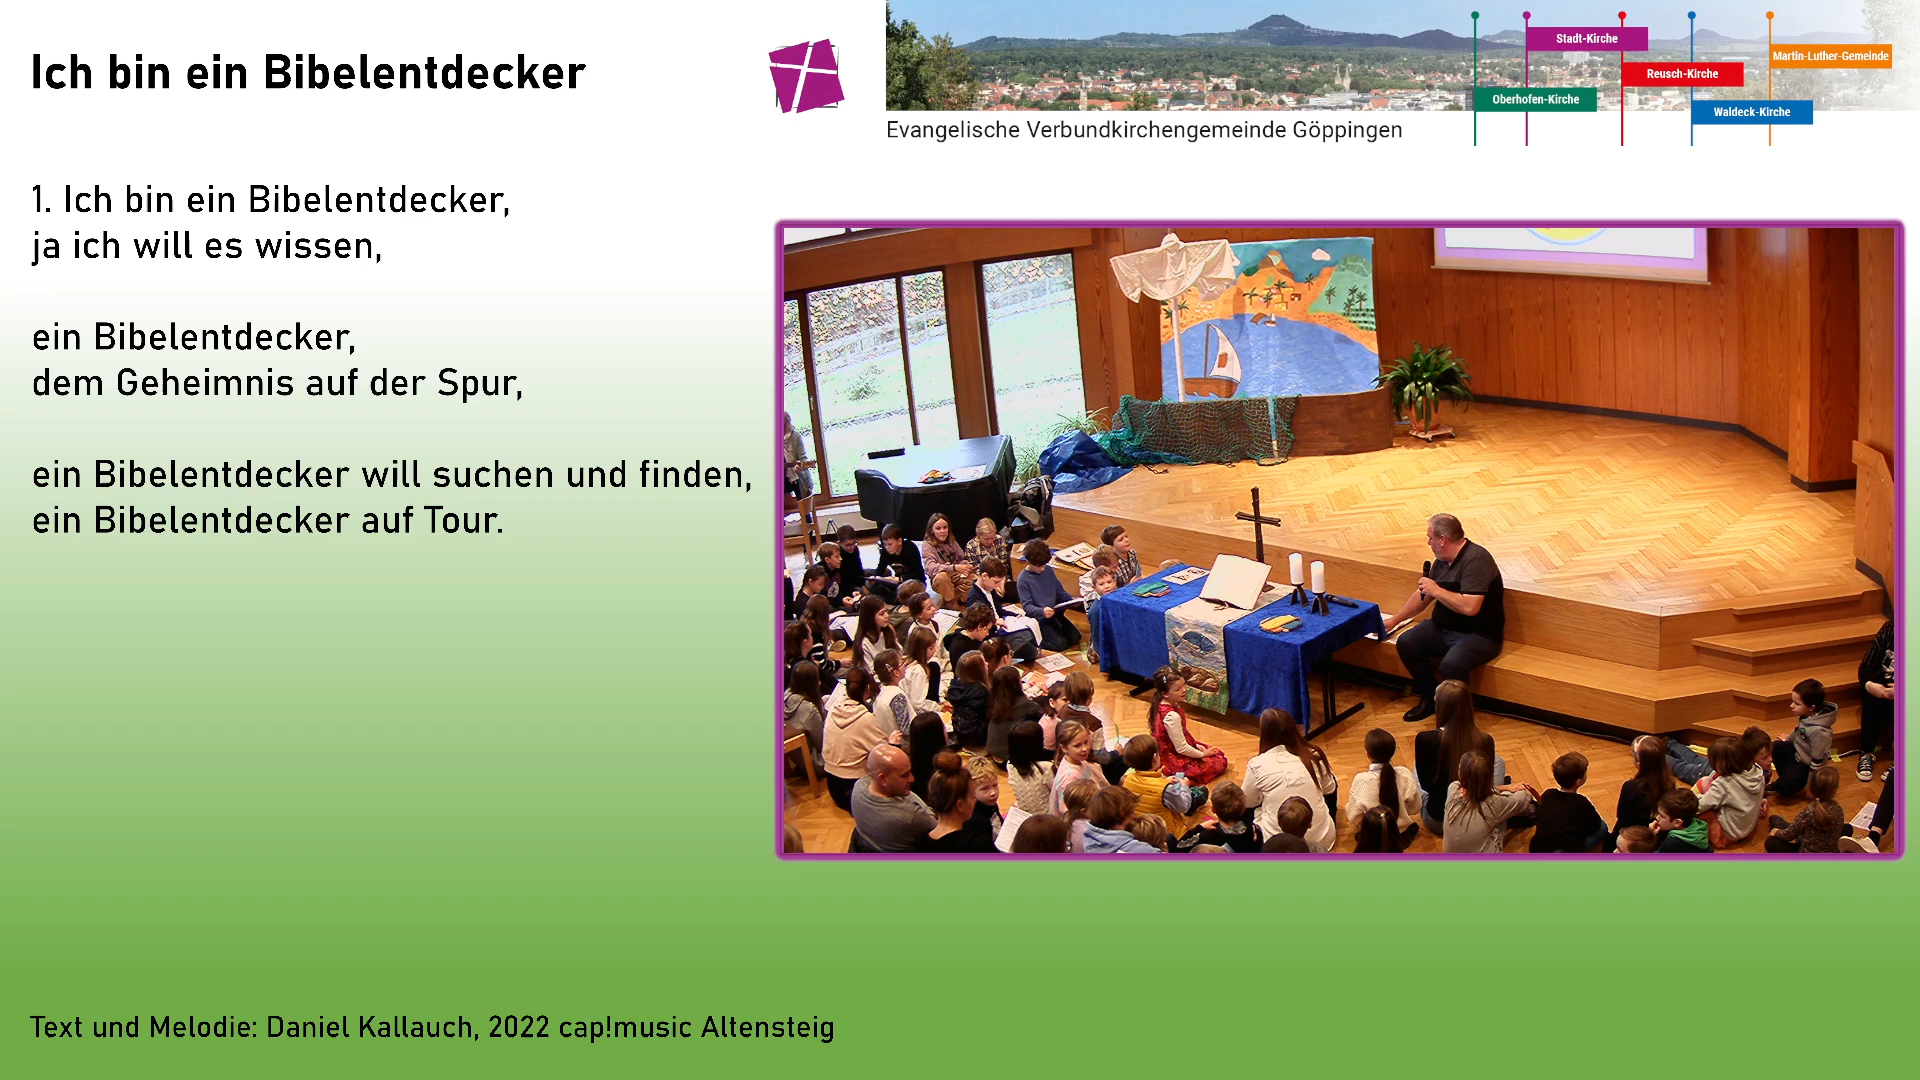 Ich bin ein Bibelentdecker
1. Ich bin ein Bibelentdecker,
ja ich will es wissen,
ein Bibelentdecker,
dem Geheimnis auf der Spur,
ein Bibelentdecker will suchen und finden,
ein Bibelentdecker auf Tour.
Text und Melodie: Daniel Kallauch, 2022 cap!music Altensteig
Evangelische Verbundkirchengemeinde Göppingen
Oberhofen-Kirche
Stadt-Kirche
Reusch-Kirche
Waldeck-Kirche
Martin-Luther-Gemeinde